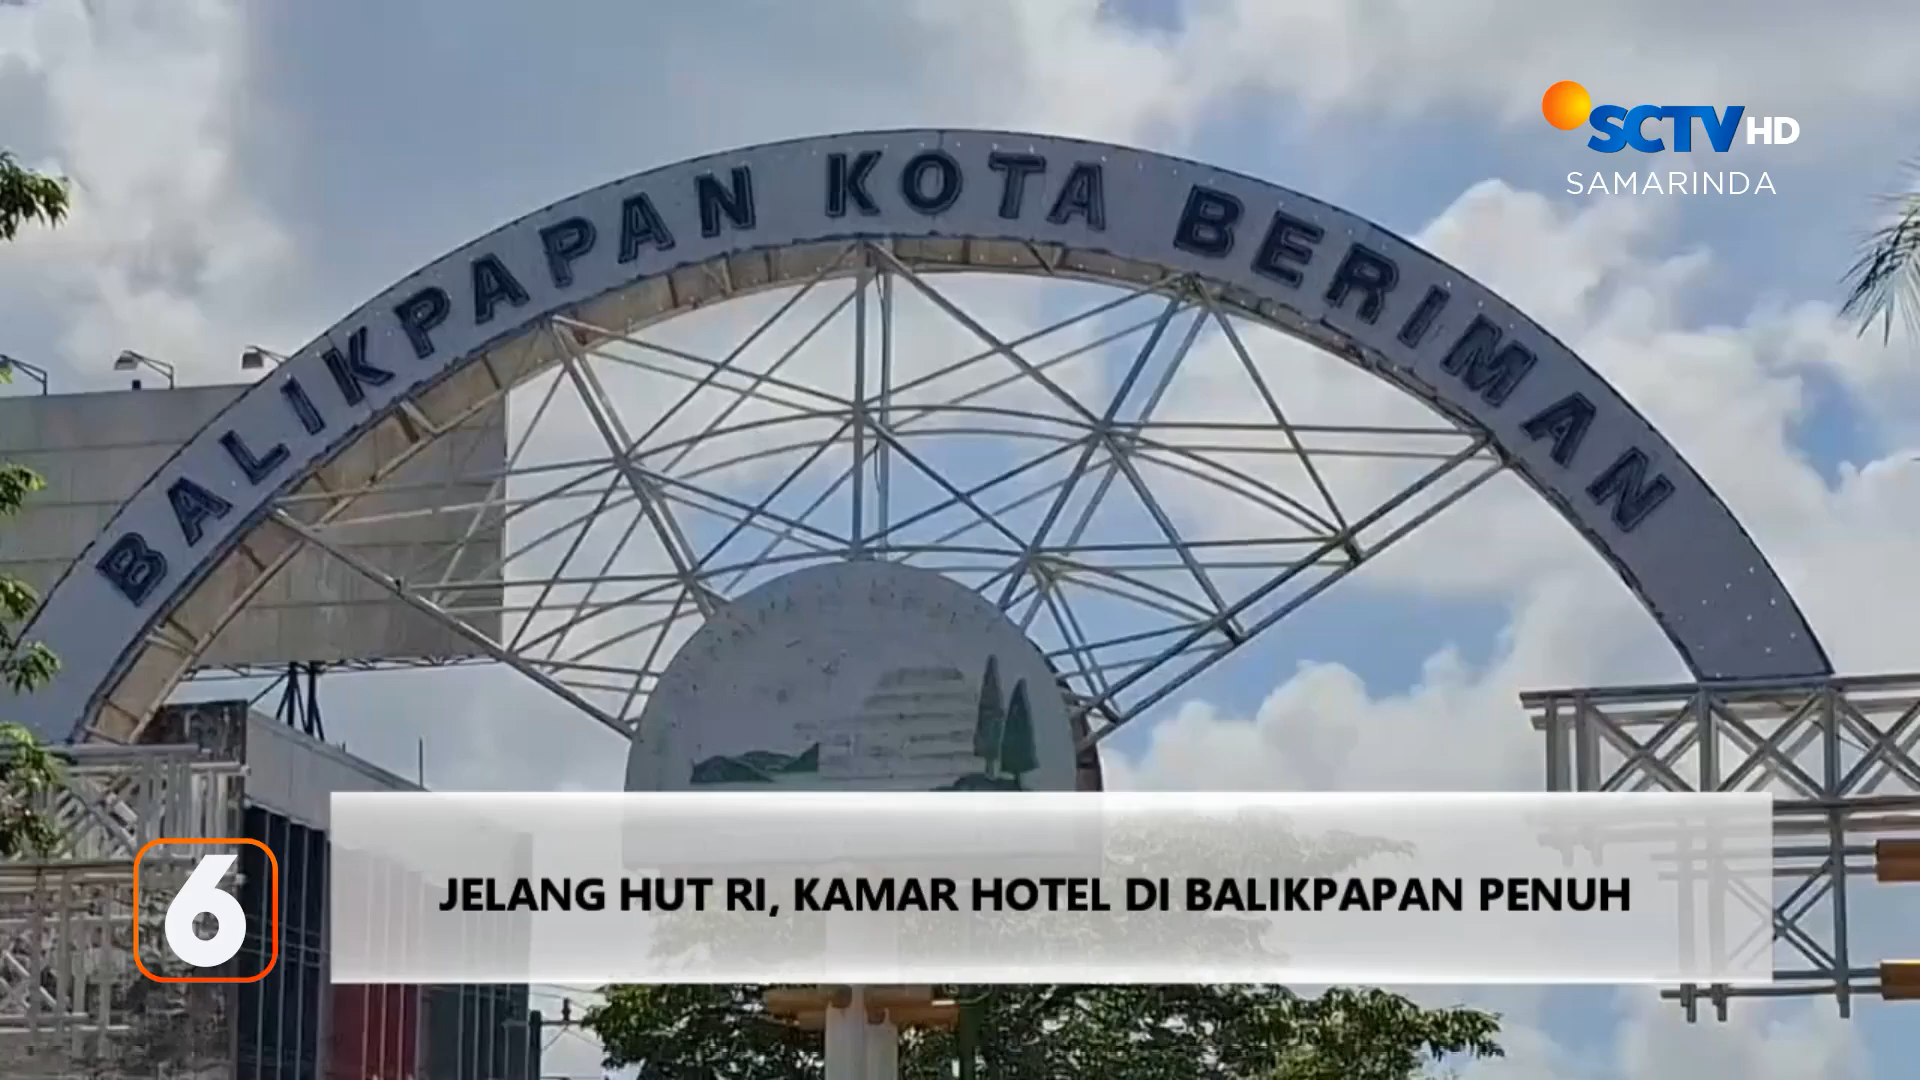 SCTV HD
SAMARINDA
BALIKPAPAN KOTA BERIMAN
6
JELANG HUT RI, KAMAR HOTEL DI BALIKPAPAN PENUH